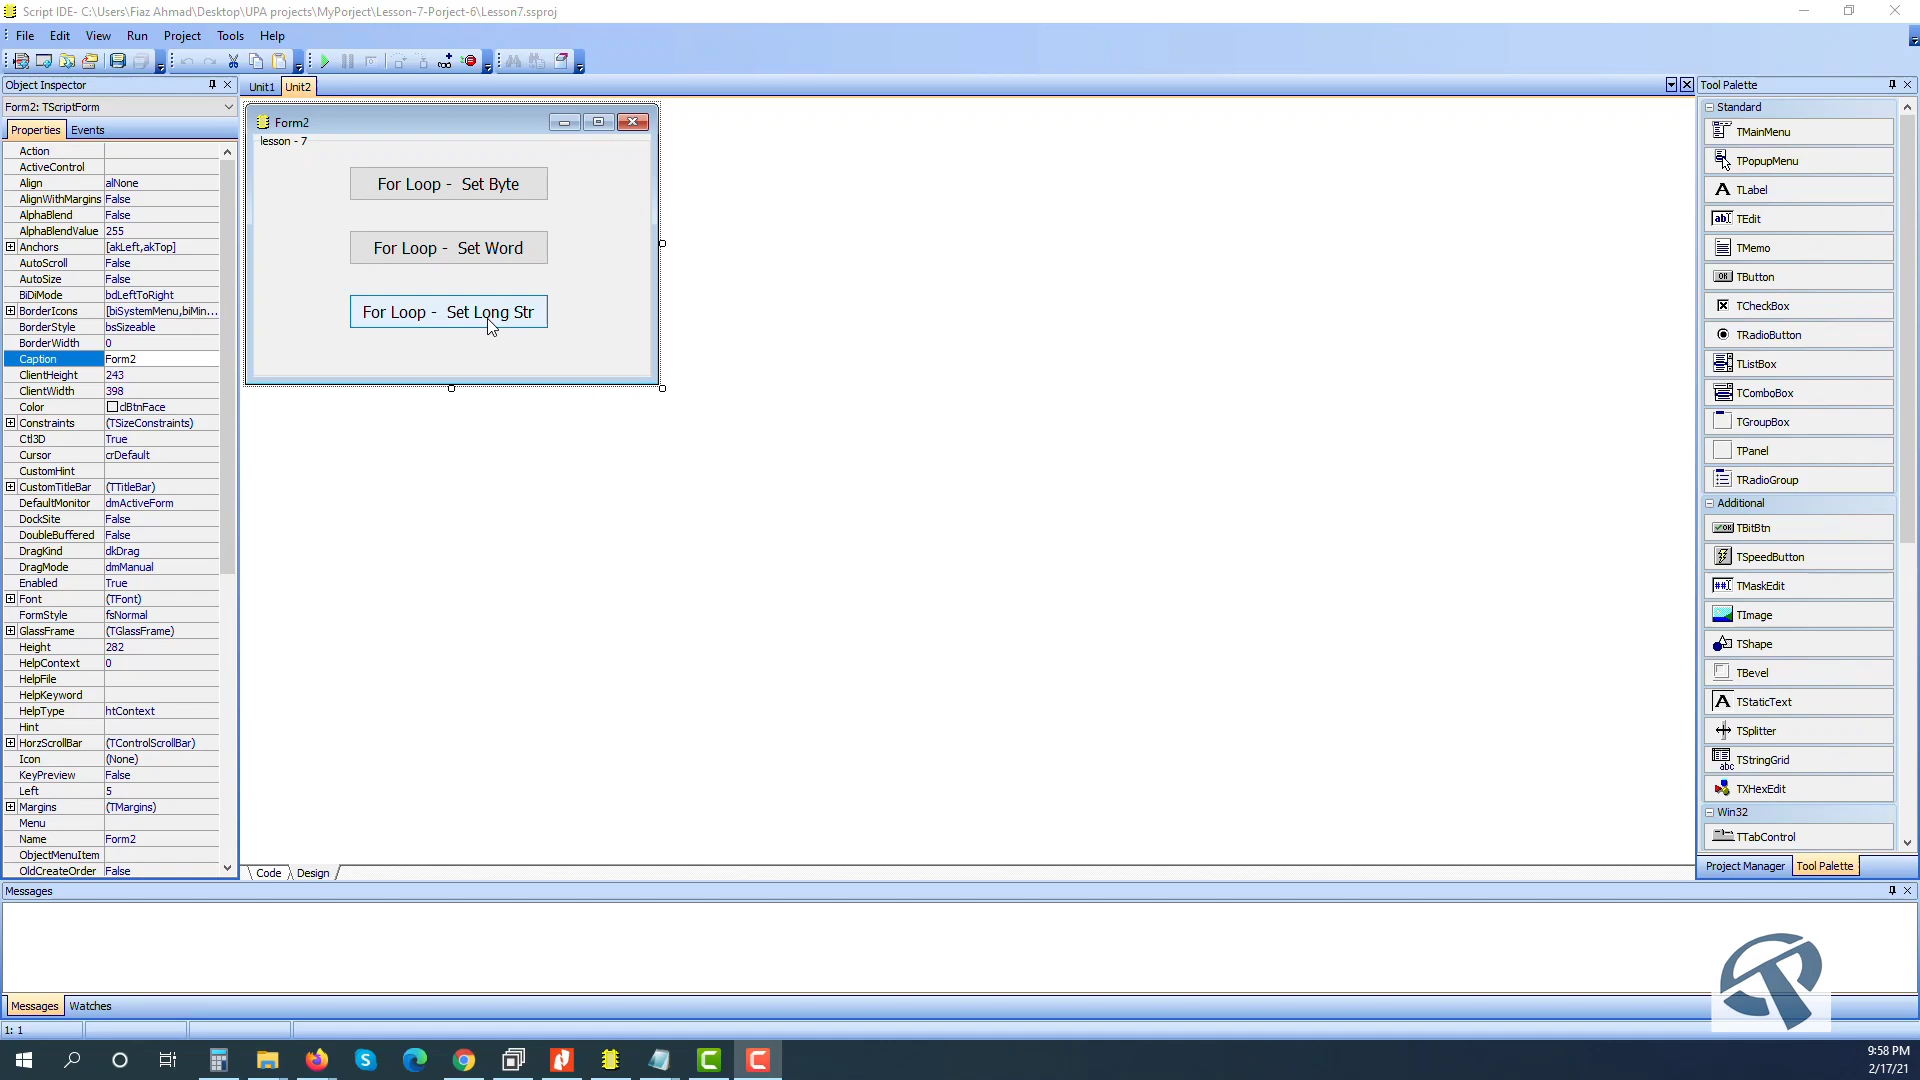 Script IDE- C:\Users\Fiaz Ahmad\Desktop\UPA projects\MyPorject\Lesson-7-Porject-6\Lesson7.ssproj
File Edit View Run Project Tools Help
Object Inspector
Form2: TScriptForm
Properties Events
Action
ActiveControl
Align alNone
AlignWithMargins False
AlphaBlend False
AlphaBlendValue 255
Anchors [akLeft,akTop]
AutoScroll False
AutoSize False
BiDiMode bdLeftToRight
BorderIcons [biSystemMenu,biMin...
BorderStyle bsSizeable
BorderWidth 0
Caption Form2
ClientHeight 243
ClientWidth 398
Color clBtnFace
Constraints (TSizeConstraints)
Ctl3D True
Cursor crDefault
CustomHint
CustomTitleBar (TTitleBar)
DefaultMonitor dmActiveForm
DockSite False
DoubleBuffered False
DragKind dkDrag
DragMode dmManual
Enabled True
Font (TFont)
FormStyle fsNormal
GlassFrame (TGlassFrame)
Height 282
HelpContext 0
HelpFile
HelpKeyword
HelpType htContext
Hint
HorzScrollBar (TControlScrollBar)
Icon (None)
KeyPreview False
Left 5
Margins (TMargins)
Menu
Name Form2
ObjectMenuItem
OldCreateOrder False
Unit1 Unit2
Form2
lesson - 7
For Loop - Set Byte
For Loop - Set Word
For Loop - Set Long Str
Code Design
Tool Palette
Standard
TMainMenu
TPopupMenu
TLabel
TEdit
TMemo
TButton
TCheckBox
TRadioButton
TListBox
TComboBox
TGroupBox
TPanel
TRadioGroup
Additional
TBitBtn
TSpeedButton
TMaskEdit
TImage
TShape
TBevel
TStaticText
TSplitter
TStringGrid
TXHexEdit
Win32
TTabControl
Project Manager Tool Palette
Messages
Messages Watches
1: 1
9:58 PM
2/17/21